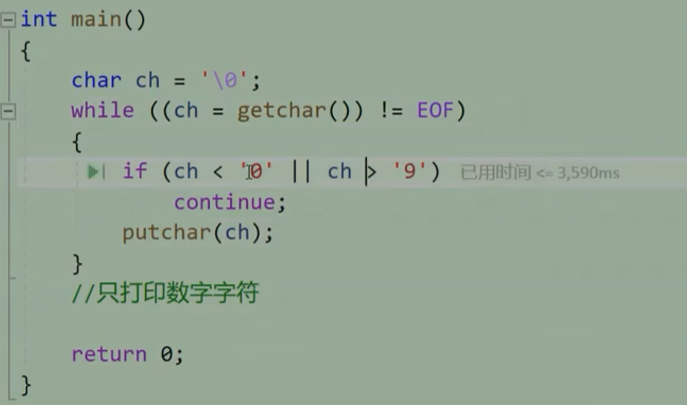 int main()
{
char ch = '\0';
while ((ch = getchar()) != EOF)
{
if (ch < '0' || ch > '9') 已用时间 <= 3,590ms
continue;
putchar(ch);
}
//只打印数字字符
return 0;
}